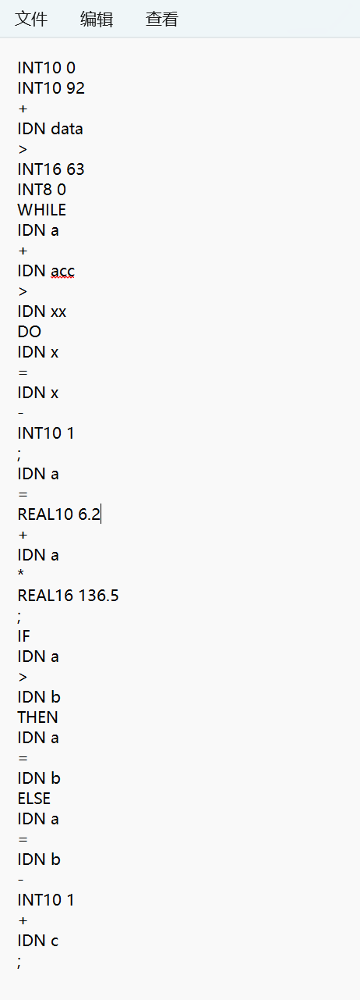 文件 编辑 查看
INT10 0
INT10 92
+
IDN data
>
INT16 63
INT8 0
WHILE
IDN a
+
IDN acc
>
IDN xx
DO
IDN x
=
IDN x
-
INT10 1
;
IDN a
=
REAL10 6.2
+
IDN a
*
REAL16 136.5
;
IF
IDN a
>
IDN b
THEN
IDN a
=
IDN b
ELSE
IDN a
=
IDN b
-
INT10 1
+
IDN c
;